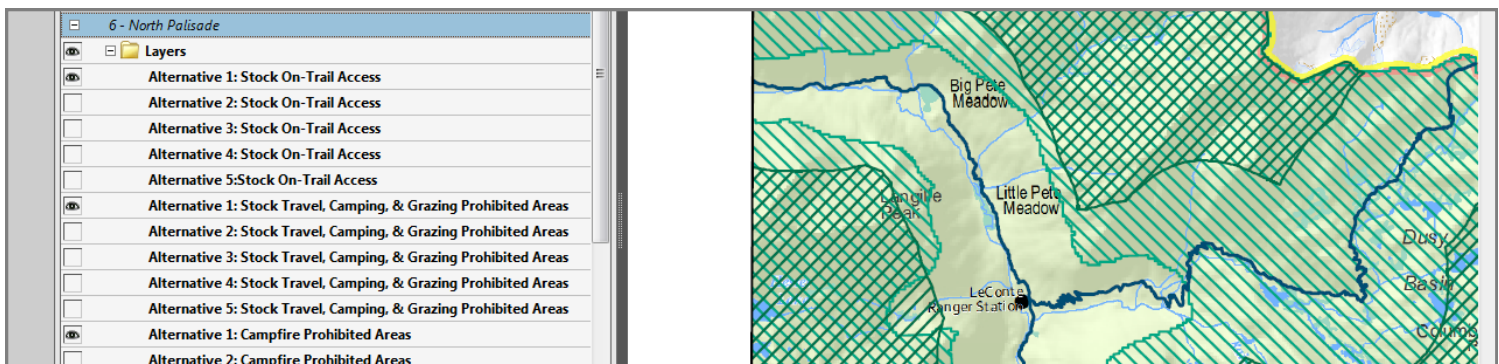 6 - North Palisade
Layers
Alternative 1: Stock On-Trail Access
Alternative 2: Stock On-Trail Access
Alternative 3: Stock On-Trail Access
Alternative 4: Stock On-Trail Access
Alternative 5:Stock On-Trail Access
Alternative 1: Stock Travel, Camping, & Grazing Prohibited Areas
Alternative 2: Stock Travel, Camping, & Grazing Prohibited Areas
Alternative 3: Stock Travel, Camping, & Grazing Prohibited Areas
Alternative 4: Stock Travel, Camping, & Grazing Prohibited Areas
Alternative 5: Stock Travel, Camping, & Grazing Prohibited Areas
Alternative 1: Campfire Prohibited Areas
Alternative 2: Campfire Prohibited Areas
Big Pete
Meadow
Langille
Peak
Little Pete
Meadow
Dusy
Basin
LeConte
Ranger Station
Columb